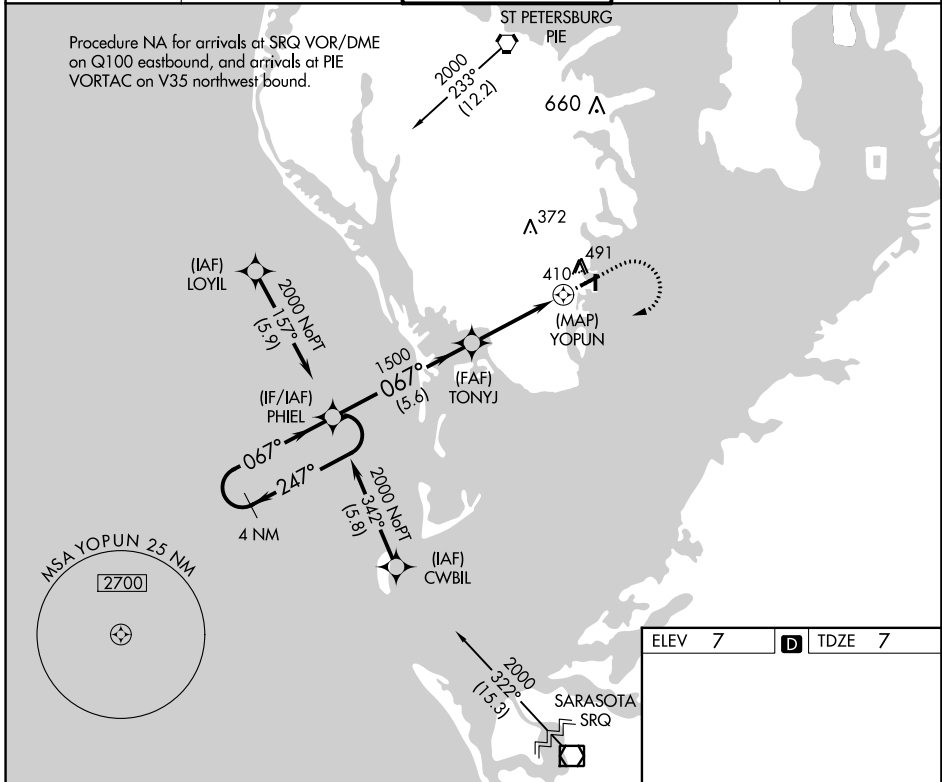 Procedure NA for arrivals at SRQ VOR/DME
on Q100 eastbound, and arrivals at PIE
VORTAC on V35 northwest bound.
ST PETERSBURG
PIE
2000
233°
(12.2)
660
372
491
410
(IAF)
LOYIL
2000 NoPT
157°
(5.9)
(MAP)
YOPUN
1500
067°
(5.6)
(FAF)
TONYJ
(IF/IAF)
PHIEL
067°
247°
4 NM
2000 NoPT
342°
(5.8)
(IAF)
CWBIL
MSA YOPUN 25 NM
2700
2000
322°
(15.3)
SARASOTA
SRQ
ELEV 7 D TDZE 7